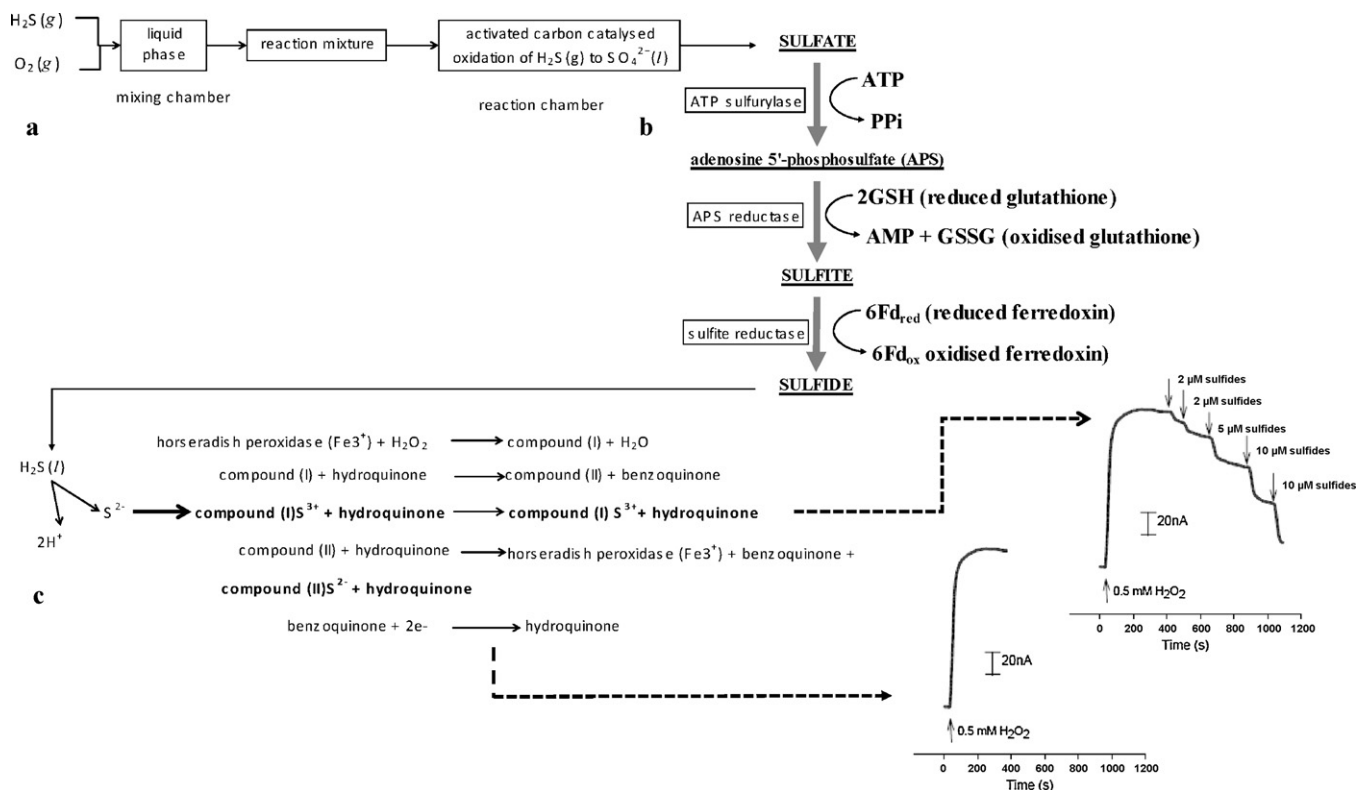 H₂S(g)
O₂(g)
liquid
phase
mixing chamber
reaction mixture
activated carbon catalysed
oxidation of H₂S(g) to SO₄²⁻(l)
reaction chamber
a
b
SULFATE
ATP sulfurylase
ATP
PPi
adenosine 5'-phosphosulfate (APS)
APS reductase
2GSH (reduced glutathione)
AMP + GSSG (oxidised glutathione)
SULFITE
sulfite reductase
6Fd_red (reduced ferredoxin)
6Fd_ox oxidised ferredoxin)
SULFIDE
H₂S(l)
2H⁺
S²⁻
horseradish peroxidase (Fe3⁺) + H₂O₂ compound (I) + H₂O
compound (I) + hydroquinone compound (II) + benzoquinone
compound (I)S³⁺ + hydroquinone compound (I) S³⁺+ hydroquinone
compound (II) + hydroquinone horseradish peroxidase (Fe3⁺) + benzoquinone +
compound (II)S²⁻ + hydroquinone
benzoquinone + 2e- hydroquinone
c
2 µM sulfides
2 µM sulfides
5 µM sulfides
10 µM sulfides
10 µM sulfides
20nA
0.5 mM H₂O₂
0 200 400 600 800 1000 1200
Time (s)
20nA
0.5 mM H₂O₂
0 200 400 600 800 1000 1200
Time (s)